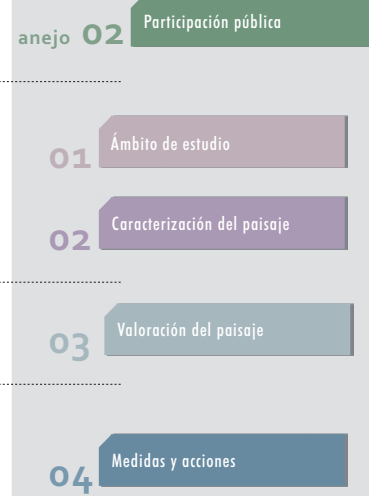 anejo 02 Participación pública
01 Ámbito de estudio
02 Caracterización del paisaje
03 Valoración del paisaje
04 Medidas y acciones